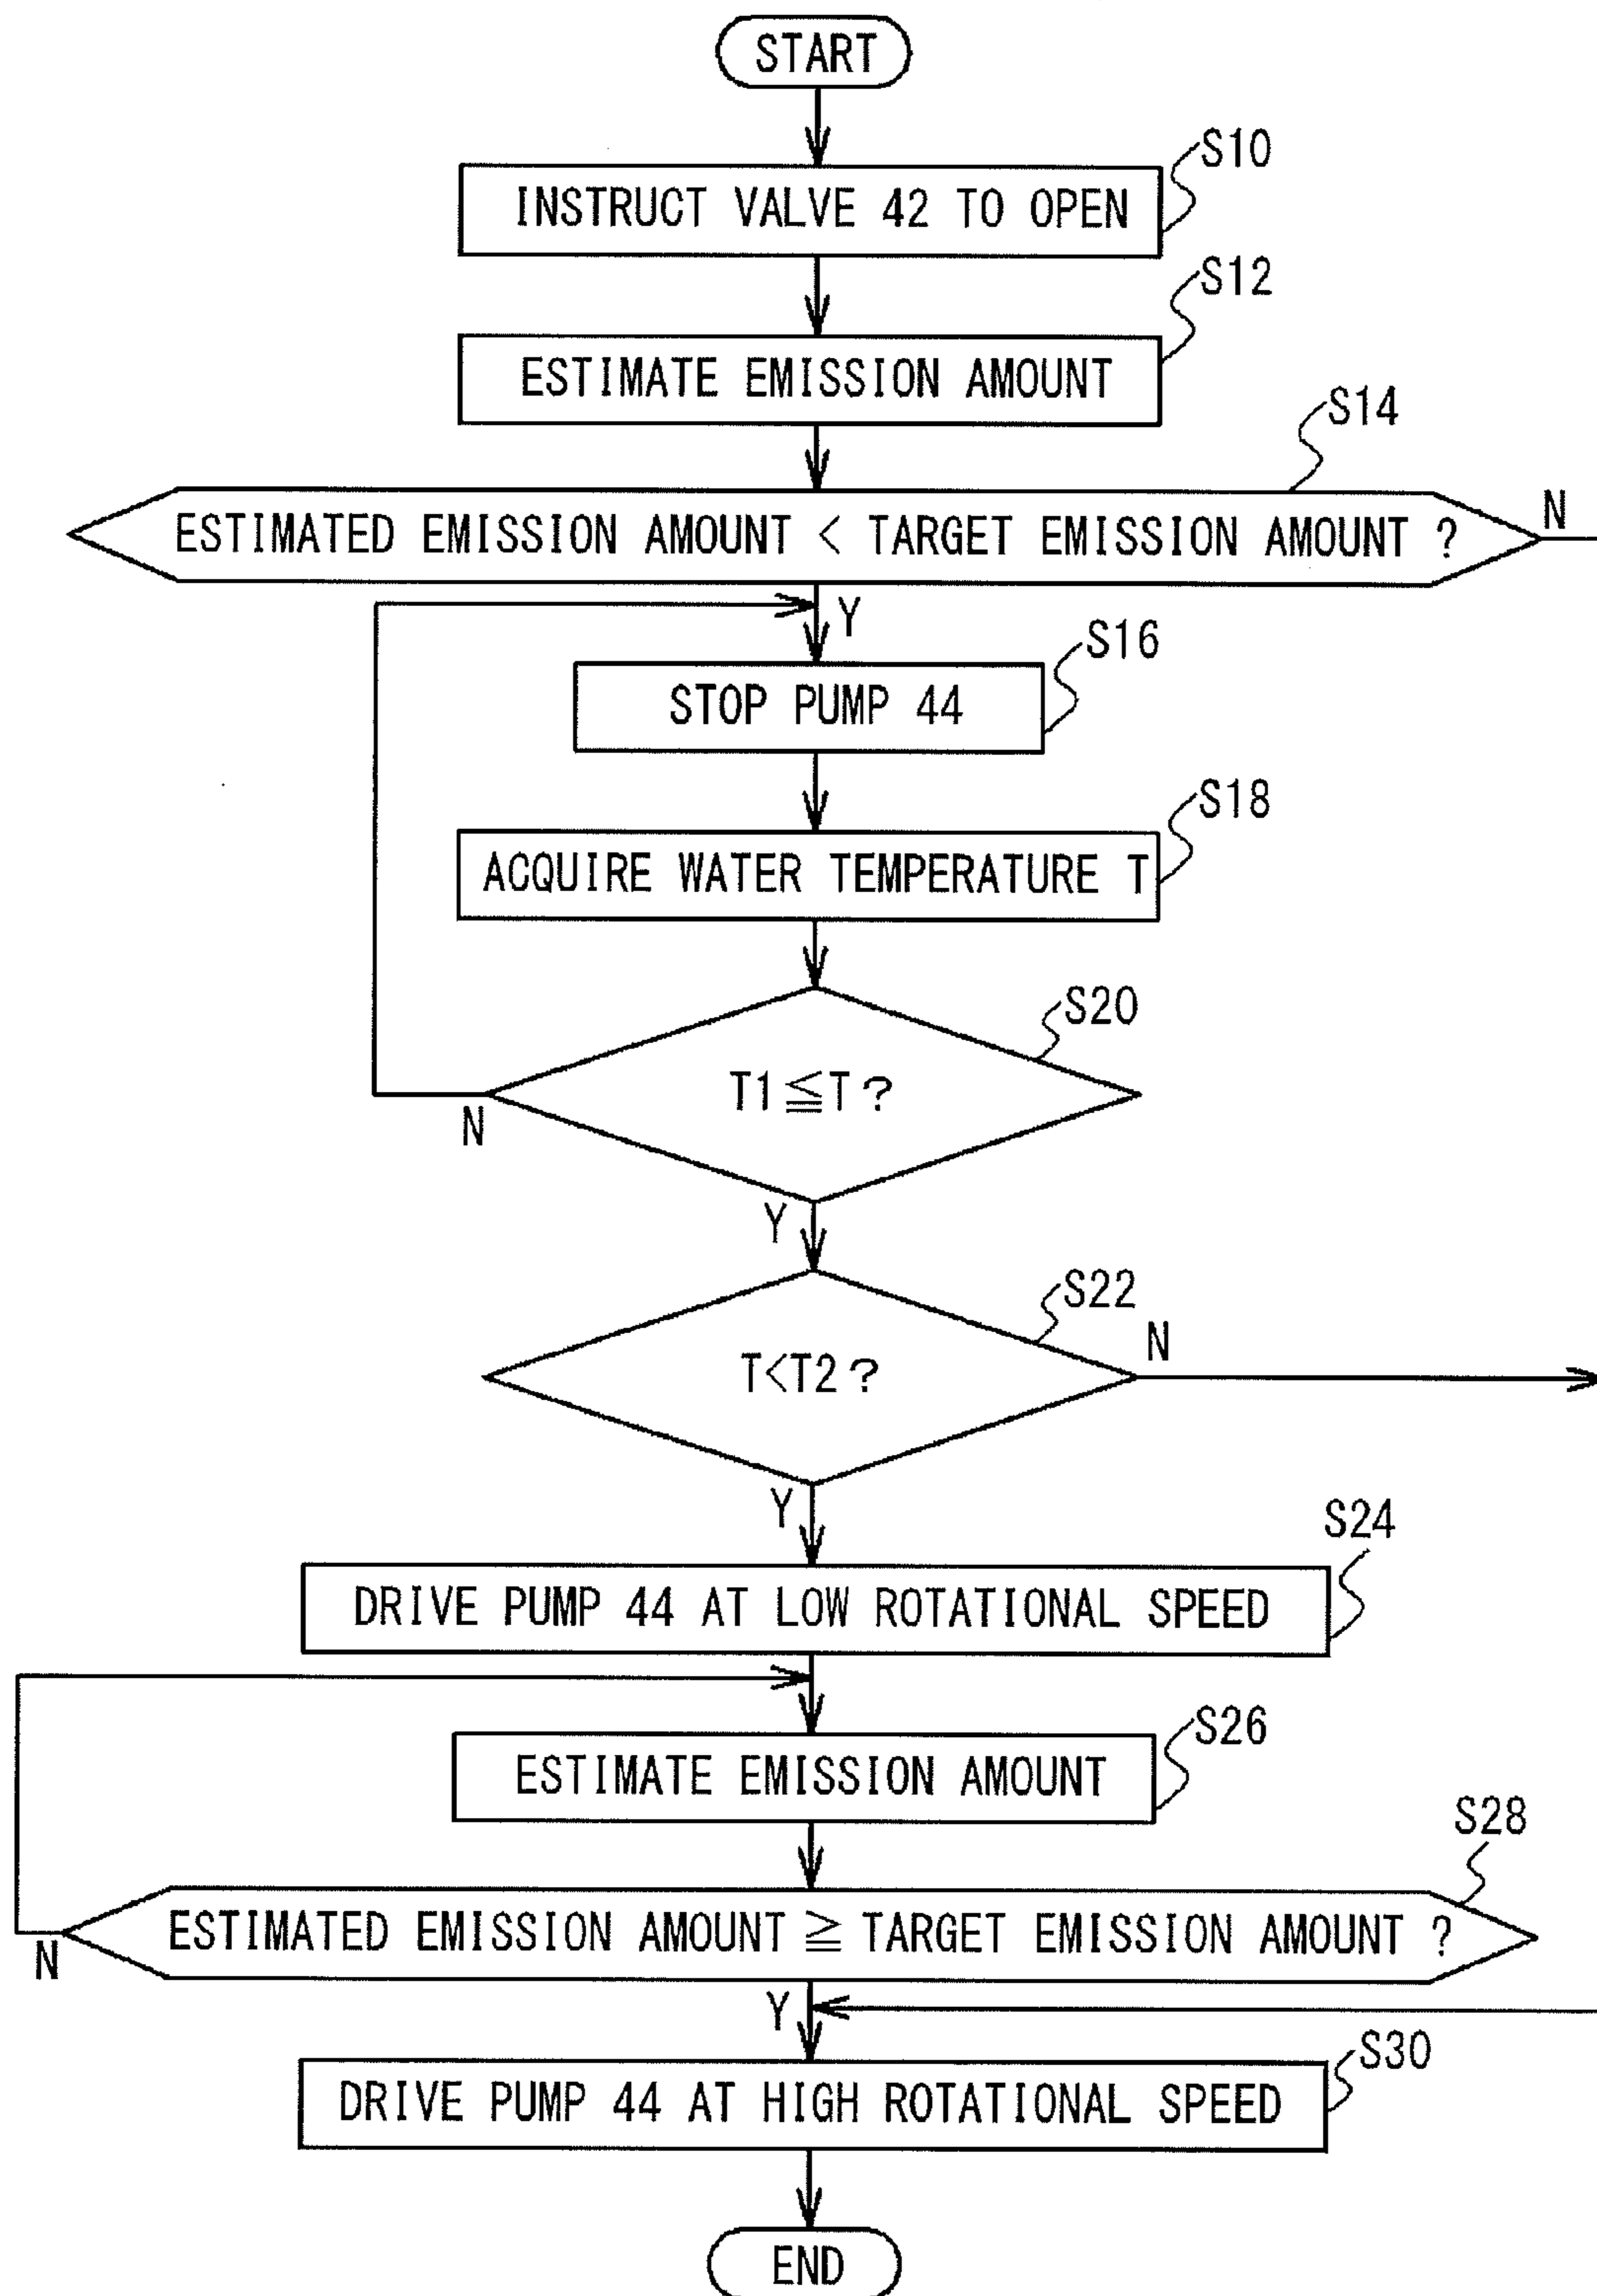 START
S10
INSTRUCT VALVE 42 TO OPEN
S12
ESTIMATE EMISSION AMOUNT
S14
ESTIMATED EMISSION AMOUNT < TARGET EMISSION AMOUNT ?
N
Y
S16
STOP PUMP 44
S18
ACQUIRE WATER TEMPERATURE T
S20
T1≦T?
N
Y
S22
T<T2?
N
Y
S24
DRIVE PUMP 44 AT LOW ROTATIONAL SPEED
S26
ESTIMATE EMISSION AMOUNT
S28
ESTIMATED EMISSION AMOUNT ≧ TARGET EMISSION AMOUNT ?
N
Y
S30
DRIVE PUMP 44 AT HIGH ROTATIONAL SPEED
END